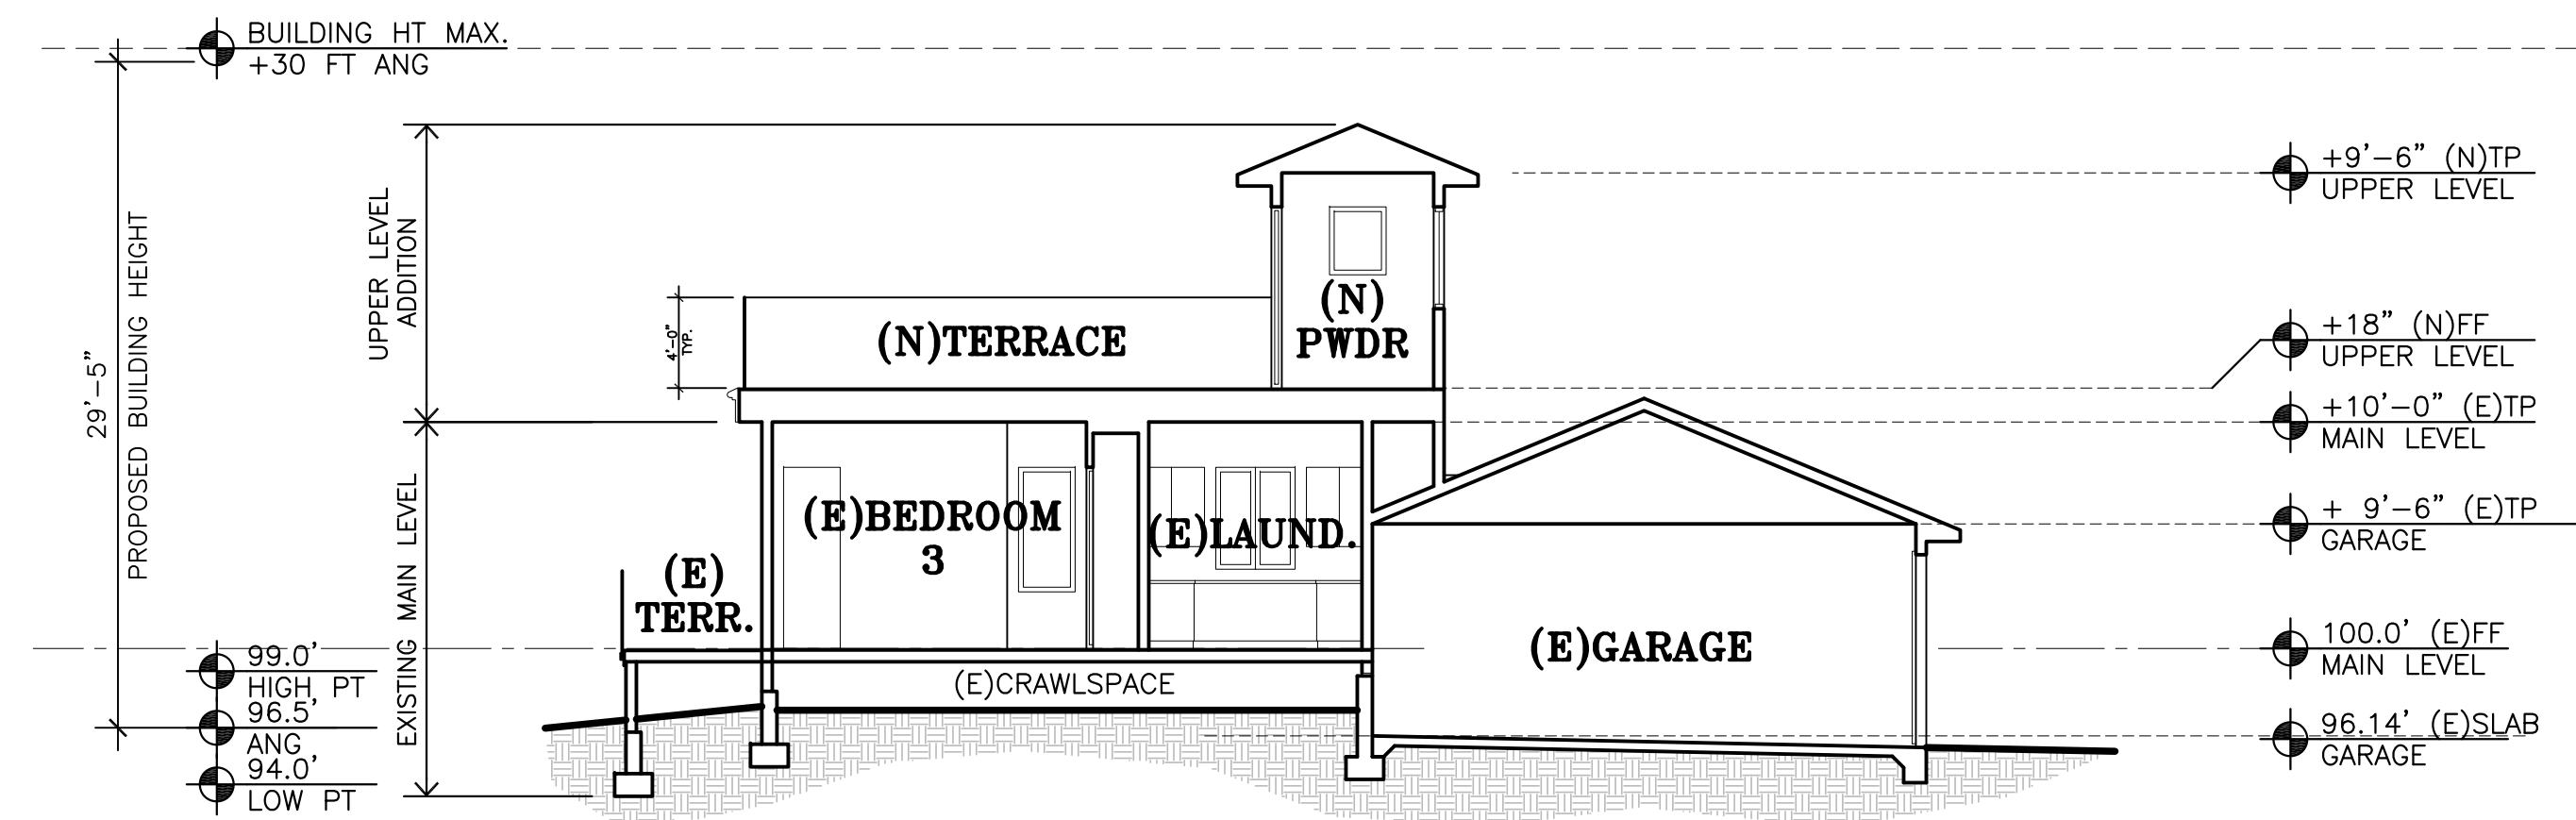 BUILDING HT MAX.
+30 FT ANG
29'-5"
PROPOSED BUILDING HEIGHT
UPPER LEVEL
ADDITION
EXISTING MAIN LEVEL
4'-0"
TYP.
99.0'
HIGH PT
96.5'
ANG
94.0'
LOW PT
(N)TERRACE
(N)
PWDR
(E)BEDROOM
3
(E)LAUND.
(E)
TERR.
(E)CRAWLSPACE
(E)GARAGE
+9'-6" (N)TP
UPPER LEVEL
+18" (N)FF
UPPER LEVEL
+10'-0" (E)TP
MAIN LEVEL
+ 9'-6" (E)TP
GARAGE
100.0' (E)FF
MAIN LEVEL
96.14' (E)SLAB
GARAGE